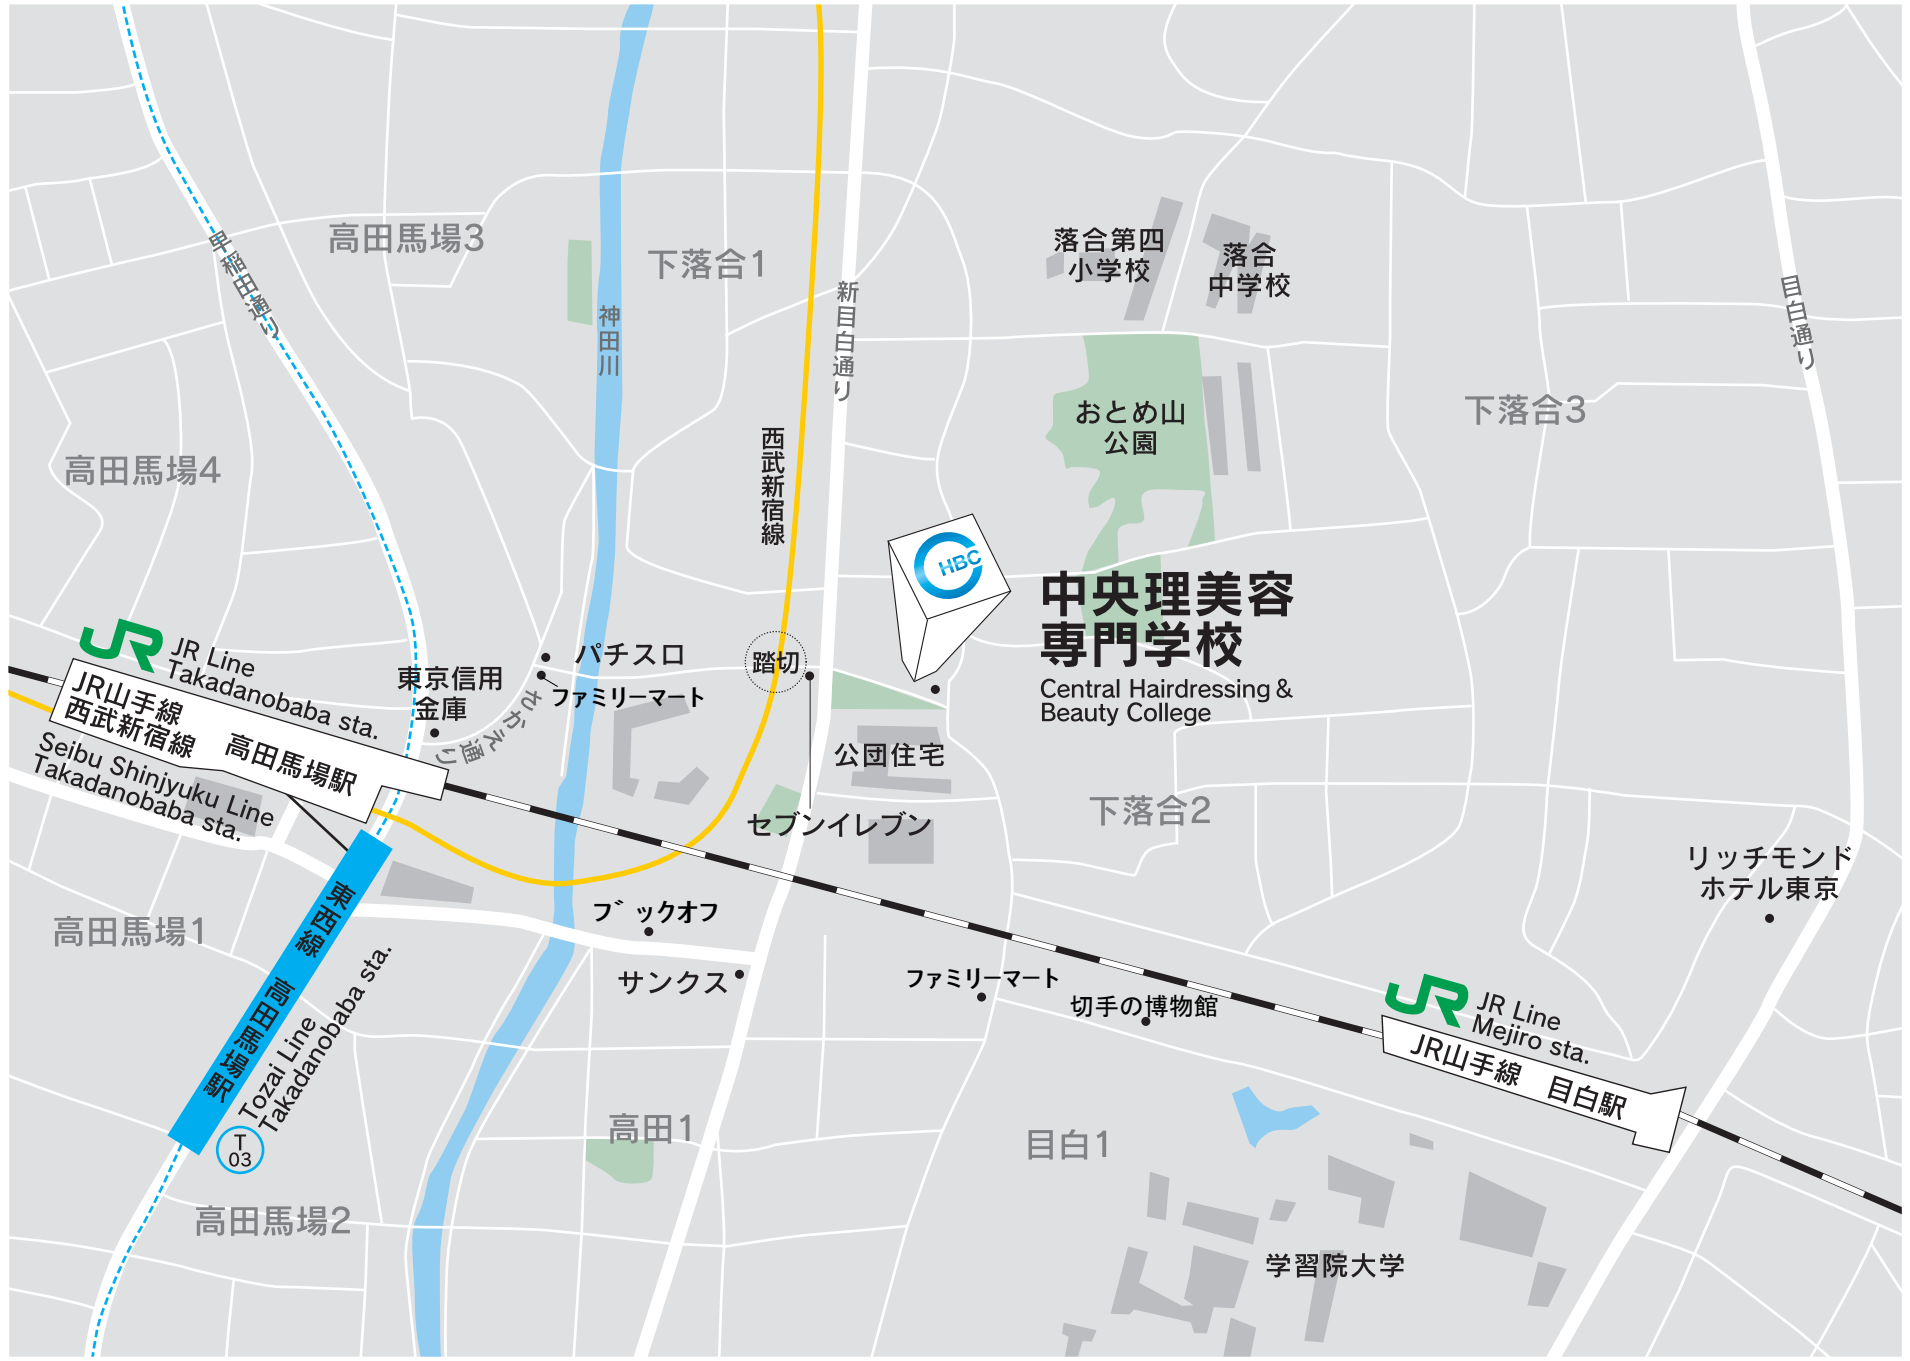 高田馬場3
下落合1
早稲田通り
神田川
新目白通り
落合第四
小学校
落合
中学校
目白通り
おとめ山
公園
下落合3
西武新宿線
高田馬場4
HBC
中央理美容
専門学校
Central Hairdressing &
Beauty College
JR
JR Line
Takadanobaba sta.
JR山手線
西武新宿線
高田馬場駅
Seibu Shinjyuku Line
Takadanobaba sta.
東京信用
金庫
パチスロ
ファミリーマート
さかえ通り
踏切
公団住宅
セブンイレブン
下落合2
リッチモンド
ホテル東京
高田馬場1
東西線 高田馬場駅
Tozai Line
Takadanobaba sta.
T
03
ブックオフ
サンクス
ファミリーマート
切手の博物館
JR
JR Line
Mejiro sta.
JR山手線 目白駅
高田1
目白1
高田馬場2
学習院大学